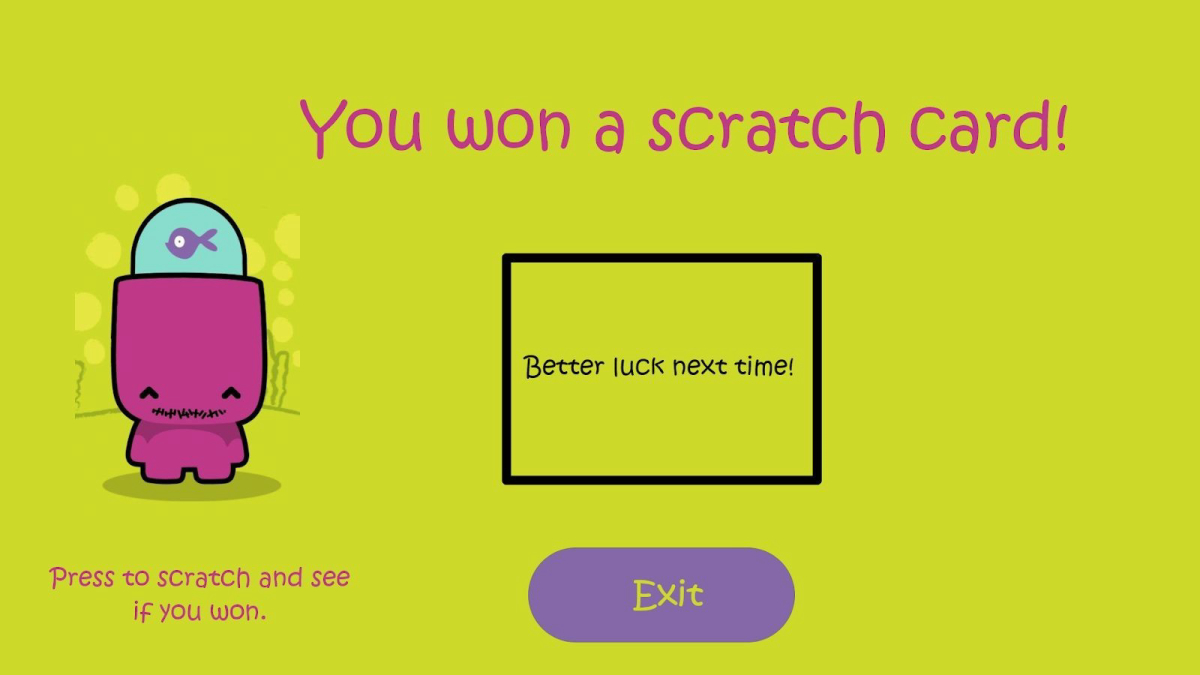 You won a scratch card!
Better luck next time!
Press to scratch and see
if you won.
Exit